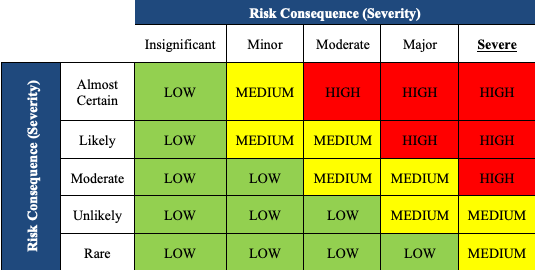 Risk Consequence (Severity)
Insignificant Minor Moderate Major Severe
Risk Consequence (Severity)
Almost Certain LOW MEDIUM HIGH HIGH HIGH
Likely LOW MEDIUM MEDIUM HIGH HIGH
Moderate LOW LOW MEDIUM MEDIUM HIGH
Unlikely LOW LOW LOW MEDIUM MEDIUM
Rare LOW LOW LOW LOW MEDIUM